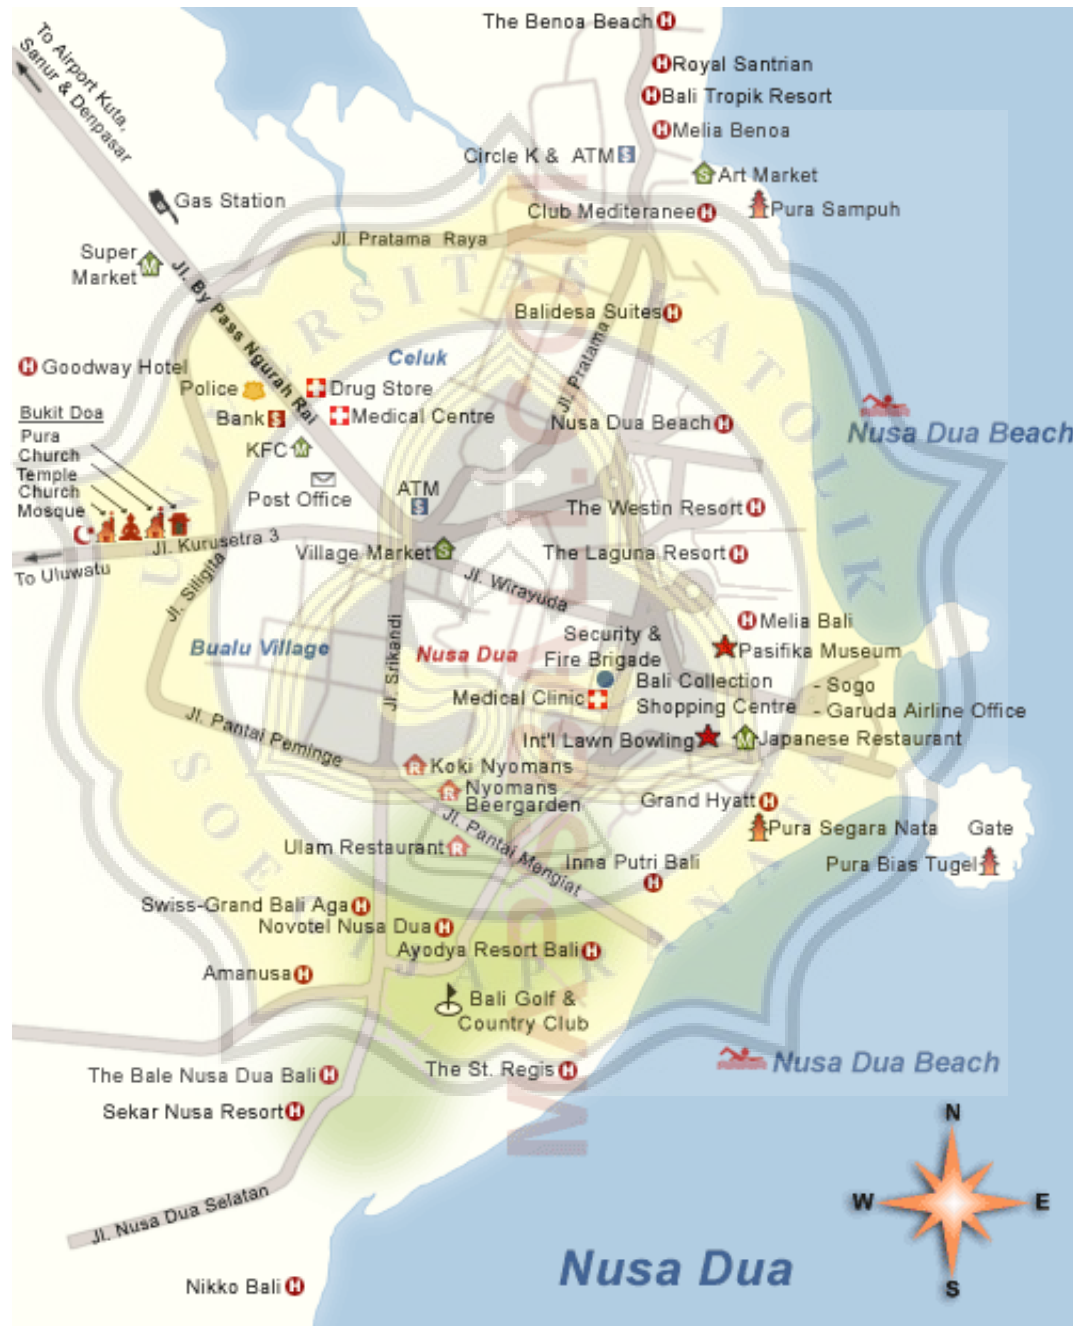 The Benoa Beach
Royal Santrian
Bali Tropik Resort
Melia Benoa
Circle K & ATM
Art Market
Club Mediteranee
Pura Sampuh
To Airport Kuta,
Sanur & Denpasar
Gas Station
Super
Market
Jl. Pratama Raya
Jl. By Pass Ngurah Rai
Balidesa Suites
Jl. Pratama
Celuk
Goodway Hotel
Police
Drug Store
Bank
Medical Centre
KFC
Post Office
ATM
Nusa Dua Beach
Nusa Dua Beach
Bukit Doa
Pura
Church
Temple
Church
Mosque
Jl. Kurusetra 3
To Uluwatu
Village Market
The Westin Resort
The Laguna Resort
Jl. Wirayuda
Jl. Siligita
Jl. Srikandi
Bualu Village
Nusa Dua
Melia Bali
Security &
Fire Brigade
Pasifika Museum
Bali Collection
Shopping Centre
- Sogo
- Garuda Airline Office
Medical Clinic
Int'l Lawn Bowling
Japanese Restaurant
Jl. Pantai Peminge
Koki Nyomans
Nyomans
Beergarden
Grand Hyatt
Pura Segara Nata
Gate
Pura Bias Tugel
Jl. Pantai Mengiat
Ulam Restaurant
Inna Putri Bali
Swiss-Grand Bali Aga
Novotel Nusa Dua
Ayodya Resort Bali
Amanusa
Bali Golf &
Country Club
The St. Regis
Nusa Dua Beach
The Bale Nusa Dua Bali
Sekar Nusa Resort
Jl. Nusa Dua Selatan
Nikko Bali
Nusa Dua
N
W
E
S